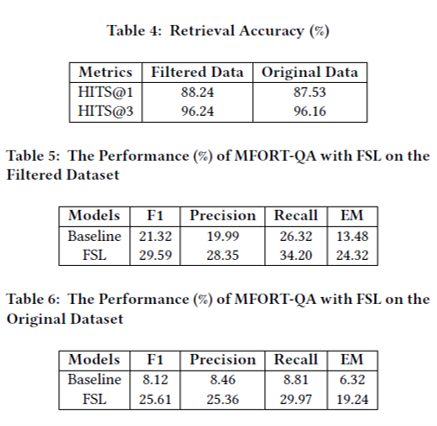 Table 4: Retrieval Accuracy (%)
Metrics Filtered Data Original Data
HITS@1 88.24 87.53
HITS@3 96.24 96.16
Table 5: The Performance (%) of MFORT-QA with FSL on the
Filtered Dataset
Models F1 Precision Recall EM
Baseline 21.32 19.99 26.32 13.48
FSL 29.59 28.35 34.20 24.32
Table 6: The Performance (%) of MFORT-QA with FSL on the
Original Dataset
Models F1 Precision Recall EM
Baseline 8.12 8.46 8.81 6.32
FSL 25.61 25.36 29.97 19.24